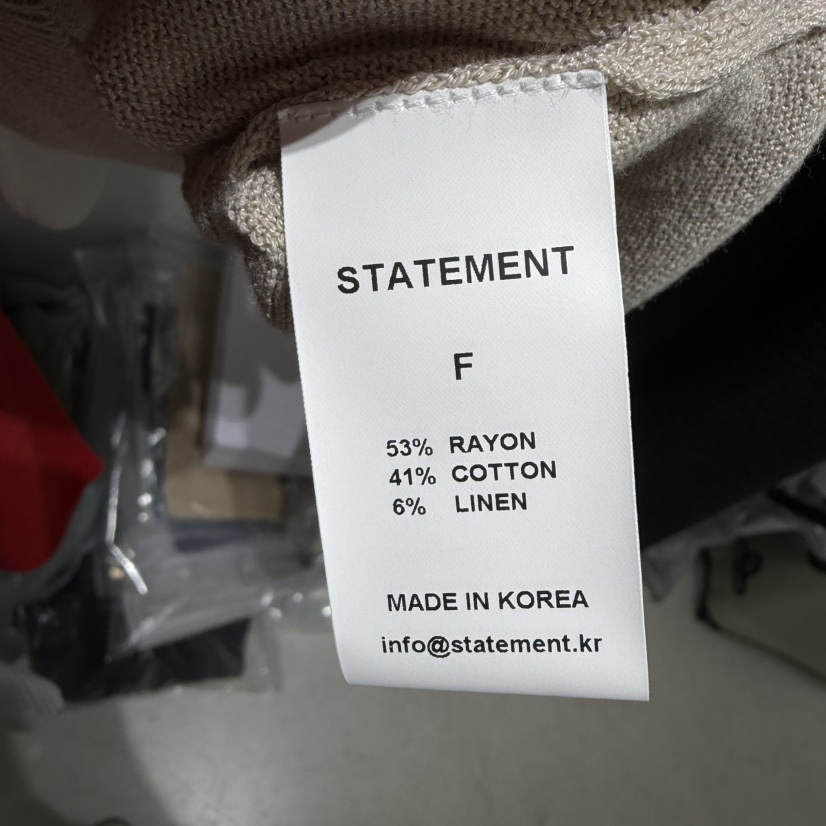 STATEMENT
F
53% RAYON
41% COTTON
6% LINEN
MADE IN KOREA
info@statement.kr